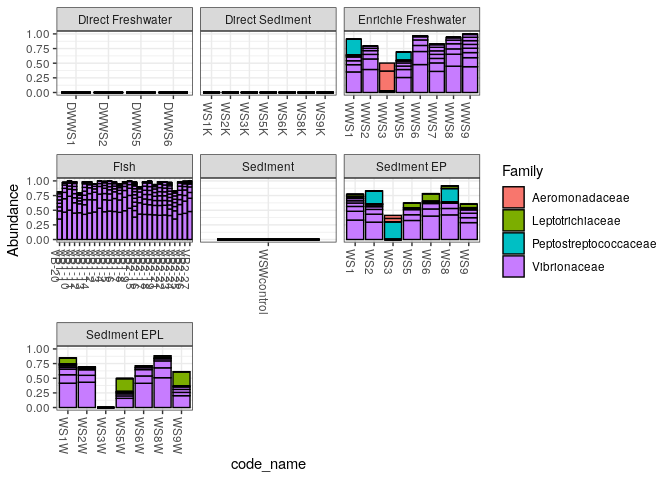 Direct Freshwater
Direct Sediment
Enrichie Freshwater
1.00
0.75
0.50
0.25
0.00
DWWS1
DWWS2
DWWS5
DWWS6
WS1K
WS2K
WS3K
WS5K
WS6K
WS8K
WS9K
WWS1
WWS2
WWS3
WWS5
WWS6
WWS7
WWS8
WWS9
Fish
Sediment
Sediment EP
1.00
0.75
0.50
0.25
0.00
WSWcontrol
WS1
WS2
WS3
WS5
WS6
WS8
WS9
Sediment EPL
1.00
0.75
0.50
0.25
0.00
WS1W
WS2W
WS3W
WS5W
WS6W
WS8W
WS9W
Abundance
code_name
Family
Aeromonadaceae
Leptotrichiaceae
Peptostreptococcaceae
Vibrionaceae